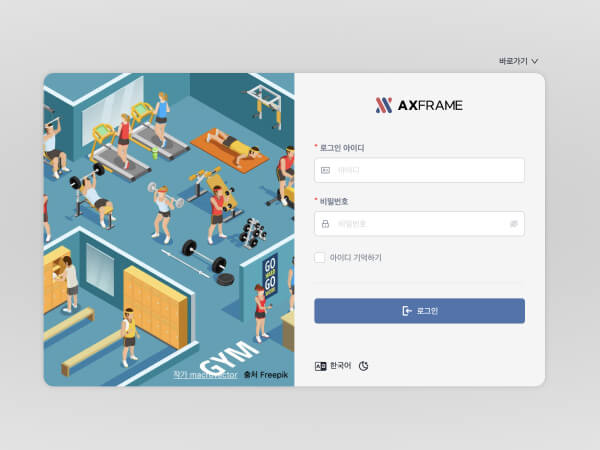 바로가기
AXFRAME
* 로그인 아이디
아이디
* 비밀번호
비밀번호
아이디 기억하기
로그인
한국어
GO
HARD
GO
HOME
GYM
작가 macrovector 출처 Freepik